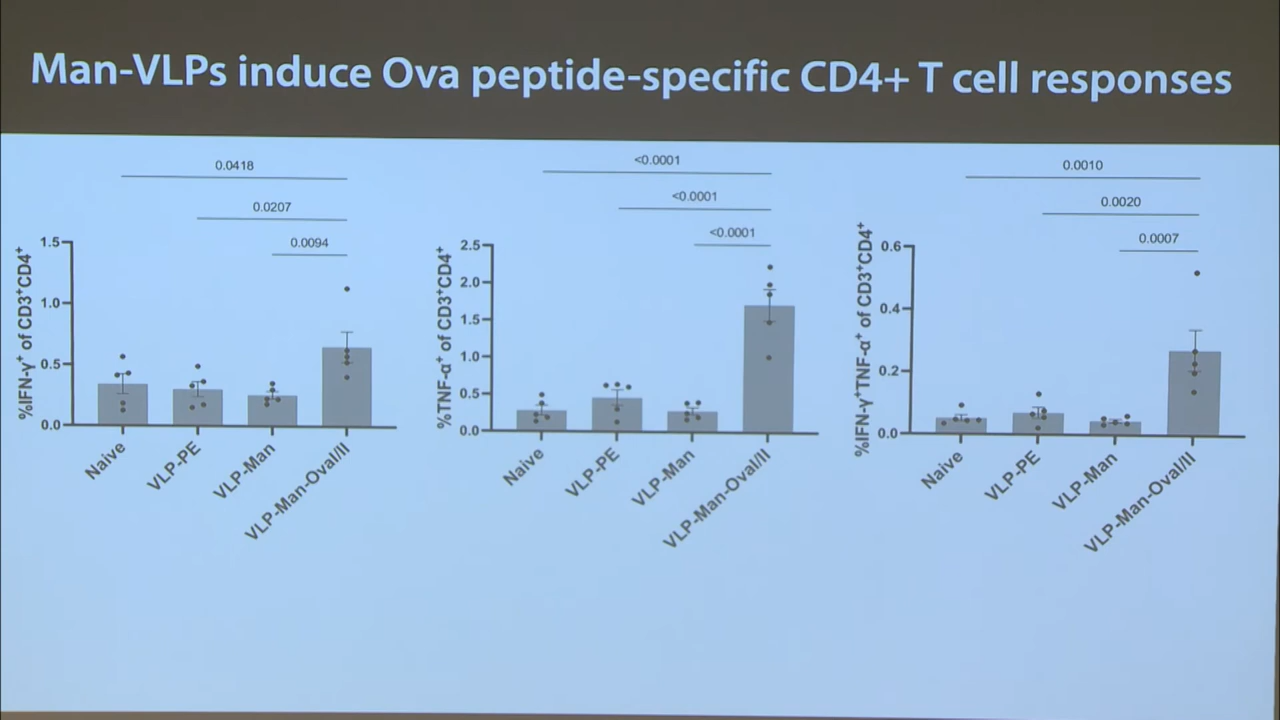 Man-VLPs induce Ova peptide-specific CD4+ T cell responses
0.0418
0.0207
0.0094
%IFN-γ⁺ of CD3⁺CD4⁺
1.5
1.0
0.5
0.0
Naive
VLP-PE
VLP-Man
VLP-Man-OvaI/II
<0.0001
<0.0001
<0.0001
%TNF-α⁺ of CD3⁺CD4⁺
2.5
2.0
1.5
1.0
0.5
0.0
Naive
VLP-PE
VLP-Man
VLP-Man-OvaI/II
0.0010
0.0020
0.0007
%IFN-γ⁺TNF-α⁺ of CD3⁺CD4⁺
0.6
0.4
0.2
0.0
Naive
VLP-PE
VLP-Man
VLP-Man-OvaI/II